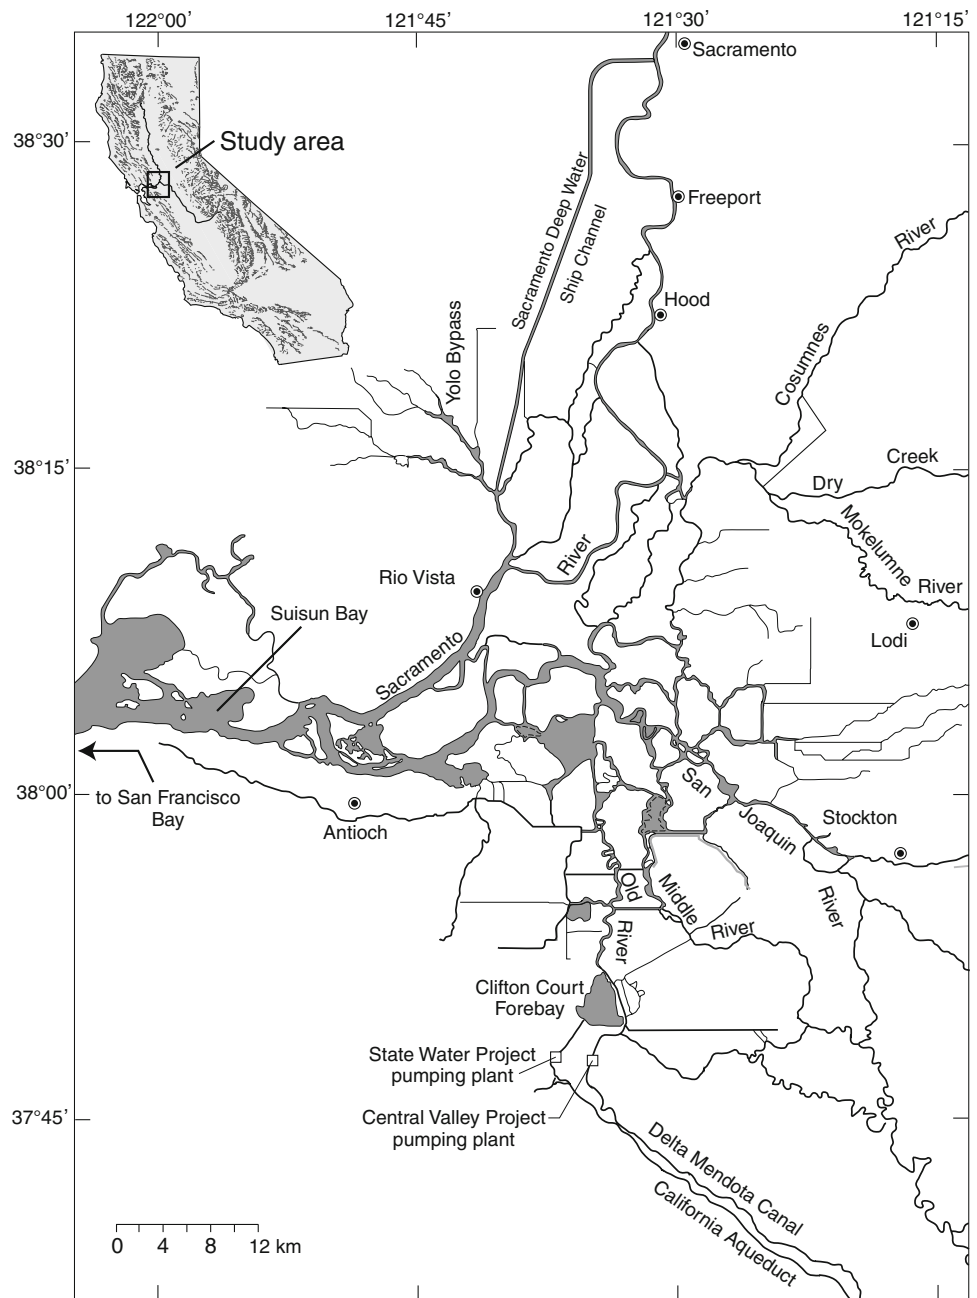 122°00'
121°45'
121°30'
121°15'
Sacramento
38°30'
Study area
Sacramento Deep Water
Ship Channel
Freeport
River
Hood
Yolo Bypass
Cosumnes
38°15'
Creek
Dry
Mokelumne
River
River
Rio Vista
Suisun Bay
Lodi
Sacramento
38°00'
to San Francisco
Bay
Antioch
San
Joaquin
River
Stockton
Old
River
Middle
River
Clifton Court
Forebay
State Water Project
pumping plant
Central Valley Project
pumping plant
37°45'
Delta Mendota Canal
California Aqueduct
0 4 8 12 km